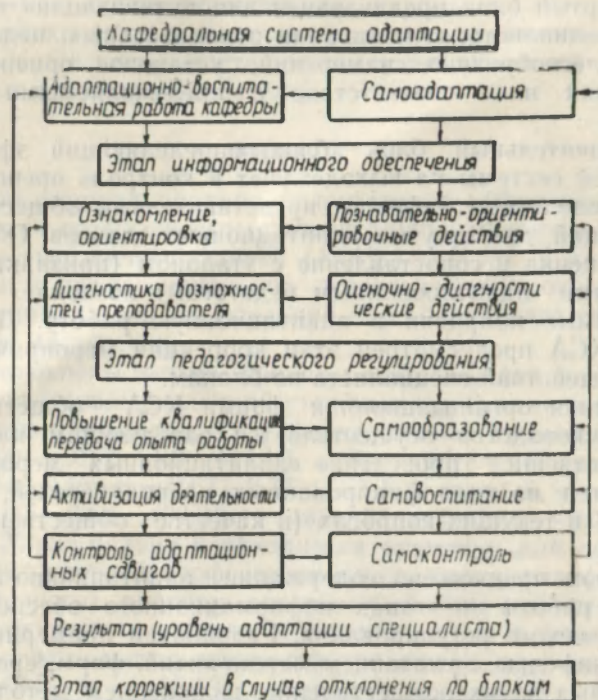 Кафедральная система адаптации
Адаптационно-воспита-
тельная работа кафедры
Самоадаптация
Этап информационного обеспечения
Ознакомление,
ориентировка
Познавательно-ориенти-
ровочные действия
Диагностика возможнос-
тей преподавателя
Оценочно-диагности-
ческие действия
Этап педагогического регулирования
Повышение квалификации
передача опыта работы
Самообразование
Активизация деятельности
Самовоспитание
Контроль адаптацион-
ных сдвигов
Самоконтроль
Результат (уровень адаптации специалиста)
Этап коррекции в случае отклонения по блокам